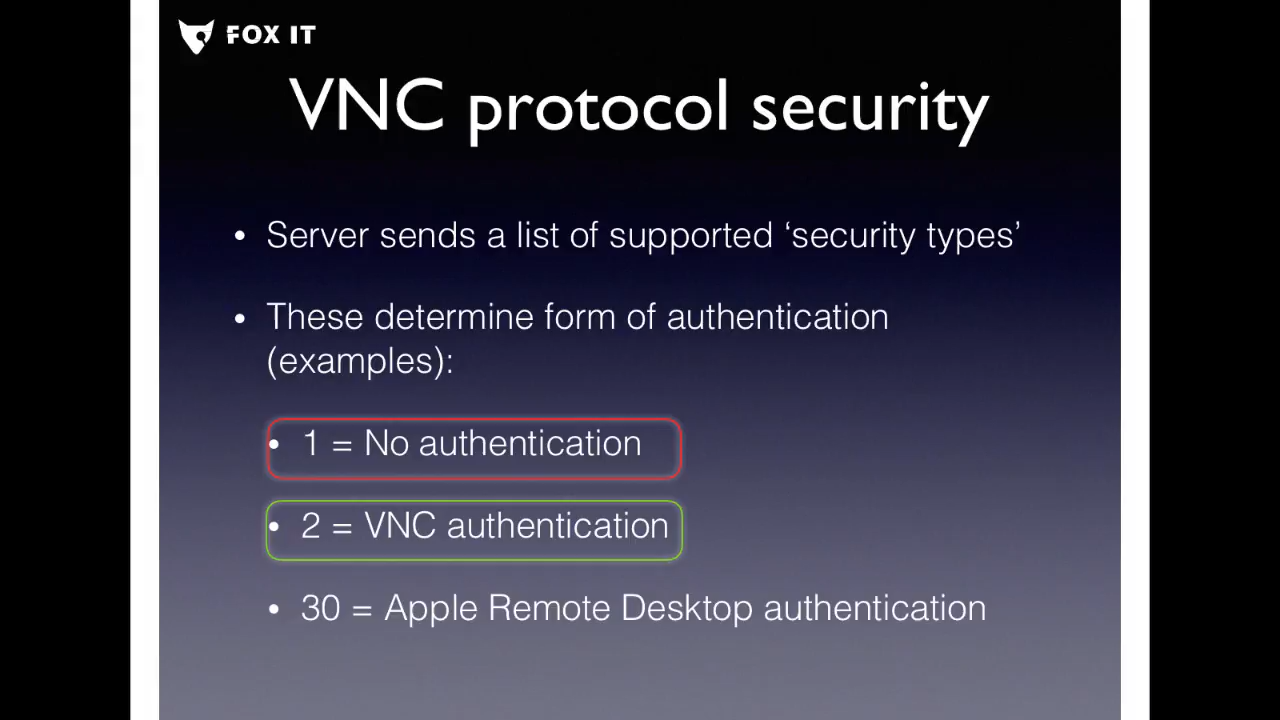 FOX IT
VNC protocol security
• Server sends a list of supported ‘security types’
• These determine form of authentication
(examples):
• 1 = No authentication
• 2 = VNC authentication
• 30 = Apple Remote Desktop authentication